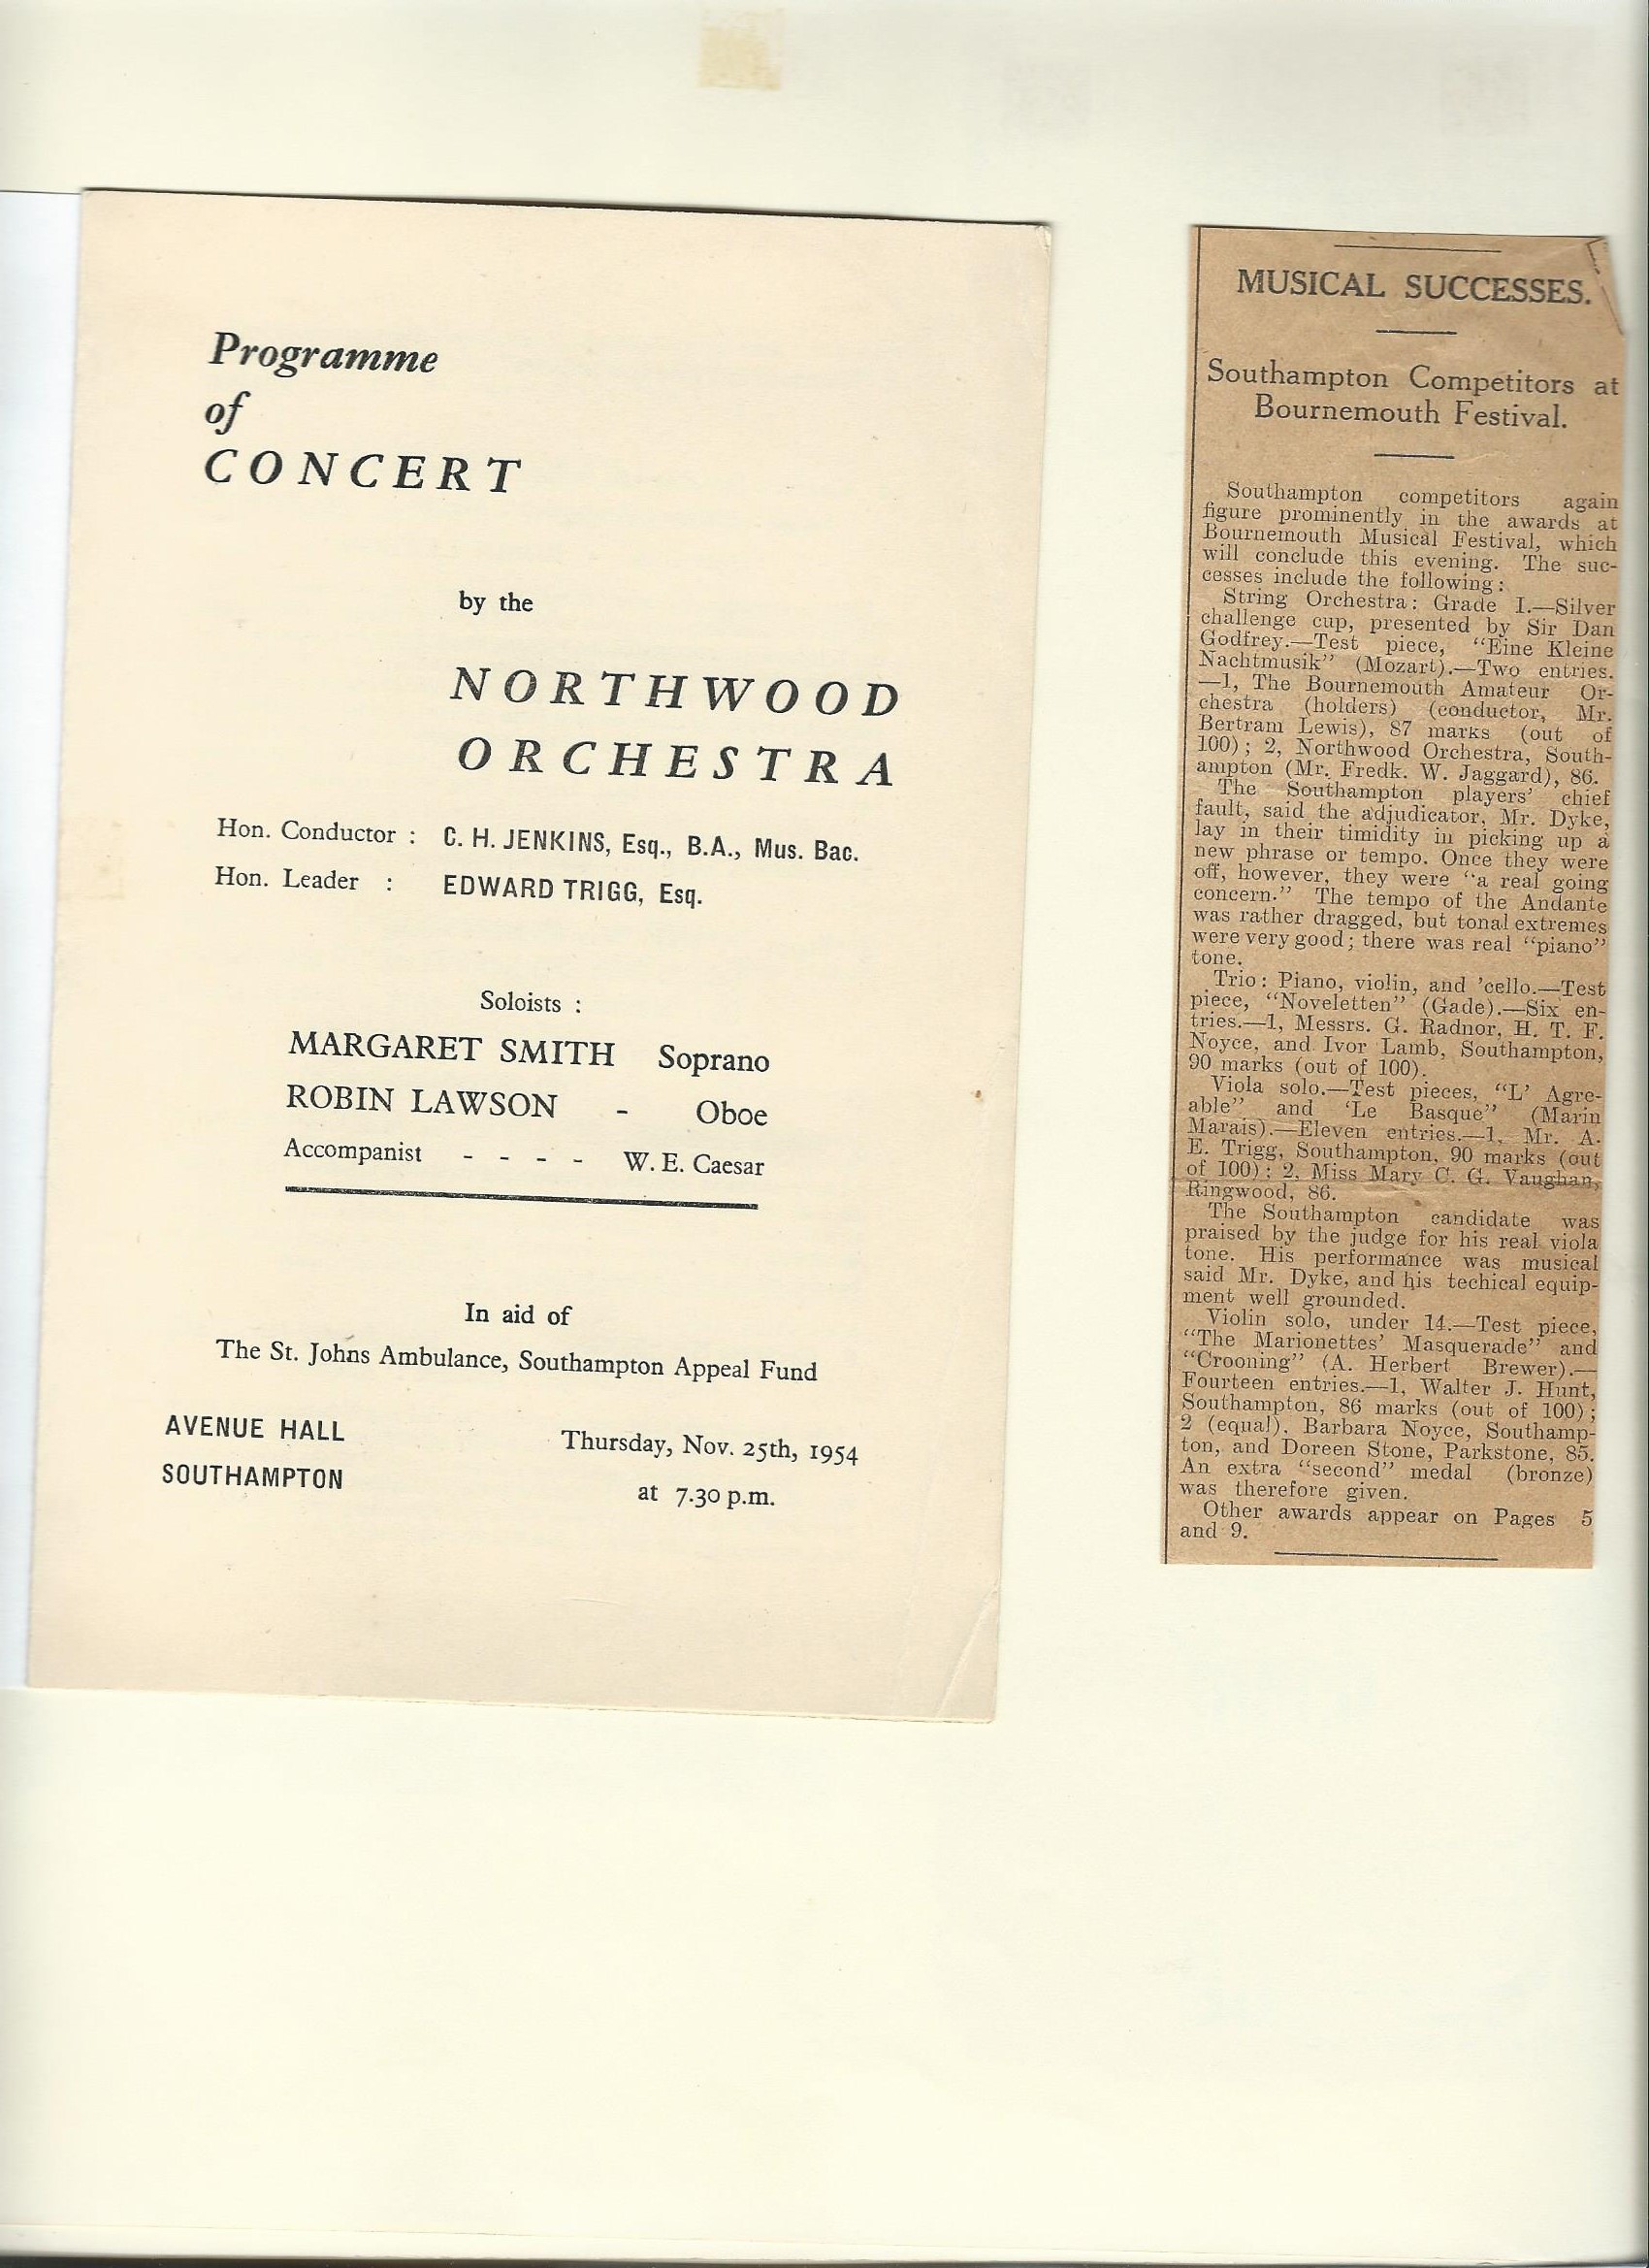 Programme
of
CONCERT
by the
NORTHWOOD
ORCHESTRA
Hon. Conductor : C. H. JENKINS, Esq., B.A., Mus. Bac.
Hon. Leader : EDWARD TRIGG, Esq.
Soloists :
MARGARET SMITH Soprano
ROBIN LAWSON - Oboe
Accompanist - - - - W. E. Caesar
In aid of
The St. Johns Ambulance, Southampton Appeal Fund
AVENUE HALL
SOUTHAMPTON
Thursday, Nov. 25th, 1954
at 7.30 p.m.
MUSICAL SUCCESSES.
Southampton Competitors at
Bournemouth Festival.
Southampton competitors again
figure prominently in the awards at
Bournemouth Musical Festival, which
will conclude this evening. The suc-
cesses include the following:
String Orchestra: Grade I.—Silver
challenge cup, presented by Sir Dan
Godfrey.—Test piece, “Eine Kleine
Nachtmusik” (Mozart).—Two entries.
—1, The Bournemouth Amateur Or-
chestra (holders) (conductor, Mr.
Bertram Lewis), 87 marks (out of
100); 2, Northwood Orchestra, South-
ampton (Mr. Fredk. W. Jaggard), 86.
The Southampton players’ chief
fault, said the adjudicator, Mr. Dyke,
lay in their timidity in picking up a
new phrase or tempo. Once they were
off, however, they were “a real going
concern.” The tempo of the Andante
was rather dragged, but tonal extremes
were very good; there was real “piano”
tone.
Trio: Piano, violin, and ’cello.—Test
piece, “Noveletten” (Gade).—Six en-
tries.—1, Messrs. G. Radnor, H. T. F.
Noyce, and Ivor Lamb, Southampton,
90 marks (out of 100).
Viola solo.—Test pieces, “L’ Agre-
able” and ‘Le Basque” (Marin
Marais).—Eleven entries.—1, Mr. A.
E. Trigg, Southampton, 90 marks (out
of 100); 2, Miss Mary C. G. Vaughan,
Ringwood, 86.
The Southampton candidate was
praised by the judge for his real viola
tone. His performance was musical
said Mr. Dyke, and his techical equip-
ment well grounded.
Violin solo, under 14.—Test piece,
“The Marionettes’ Masquerade” and
“Crooning” (A. Herbert Brewer).—
Fourteen entries.—1, Walter J. Hunt,
Southampton, 86 marks (out of 100);
2 (equal), Barbara Noyce, Southamp-
ton, and Doreen Stone, Parkstone, 85.
An extra “second” medal (bronze)
was therefore given.
Other awards appear on Pages 5
and 9.